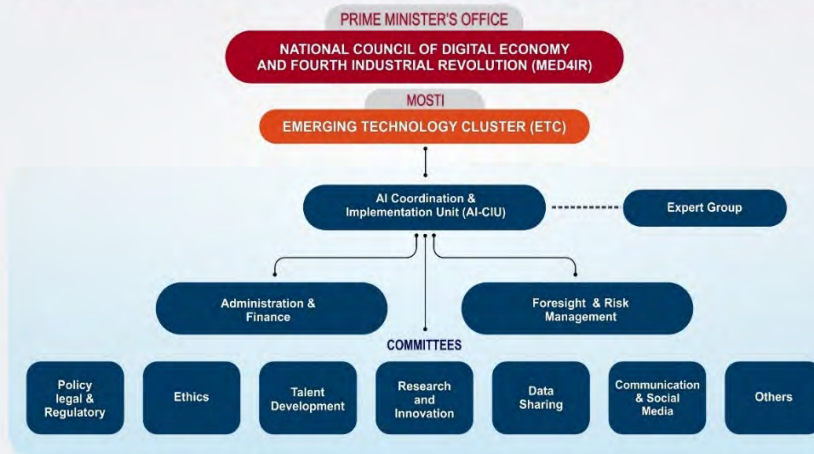 PRIME MINISTER'S OFFICE
NATIONAL COUNCIL OF DIGITAL ECONOMY
AND FOURTH INDUSTRIAL REVOLUTION (MED4IR)
MOSTI
EMERGING TECHNOLOGY CLUSTER (ETC)
AI Coordination &
Implementation Unit (AI-CIU)
Expert Group
Administration &
Finance
Foresight & Risk
Management
COMMITTEES
Policy
legal &
Regulatory
Ethics
Talent
Development
Research
and
Innovation
Data
Sharing
Communication
& Social
Media
Others